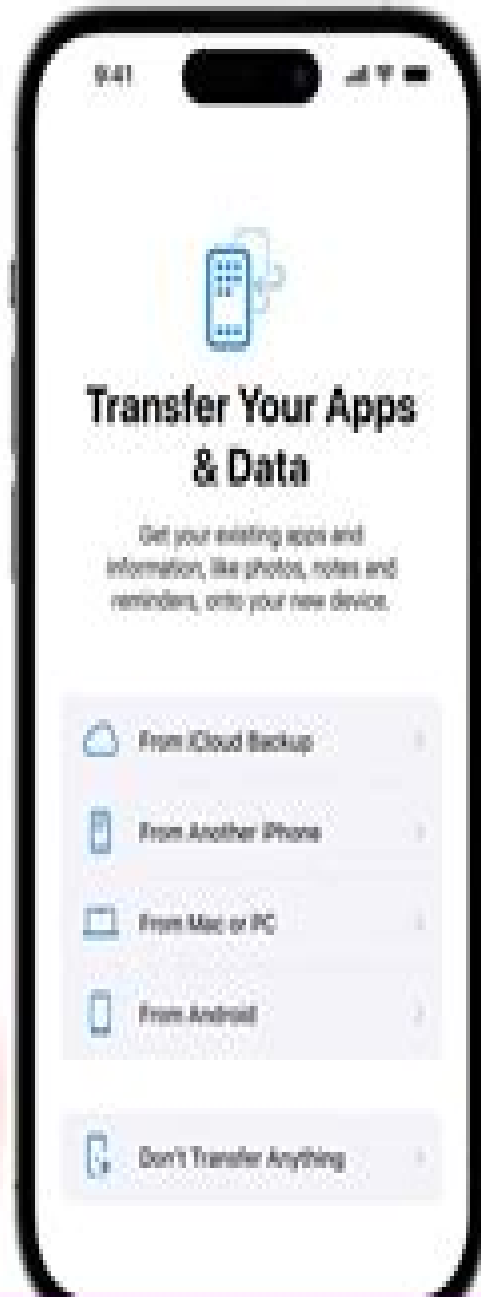 9:41
Transfer Your Apps
& Data
Get your existing apps and
information, like photos, notes and
reminders, onto your new device.
From iCloud Backup
From Another iPhone
From Mac or PC
From Android
Don't Transfer Anything